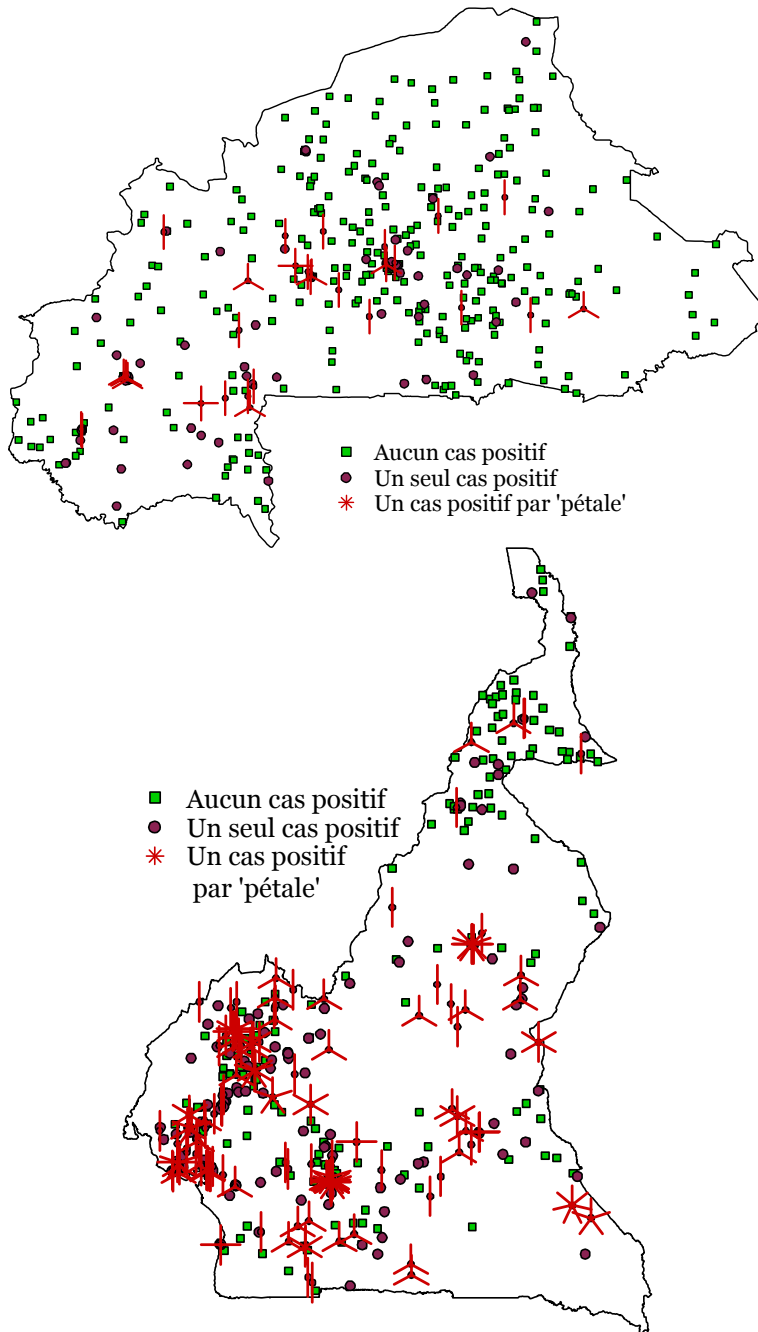 Aucun cas positif
Un seul cas positif
Un cas positif par 'pétale'
Aucun cas positif
Un seul cas positif
Un cas positif
par 'pétale'